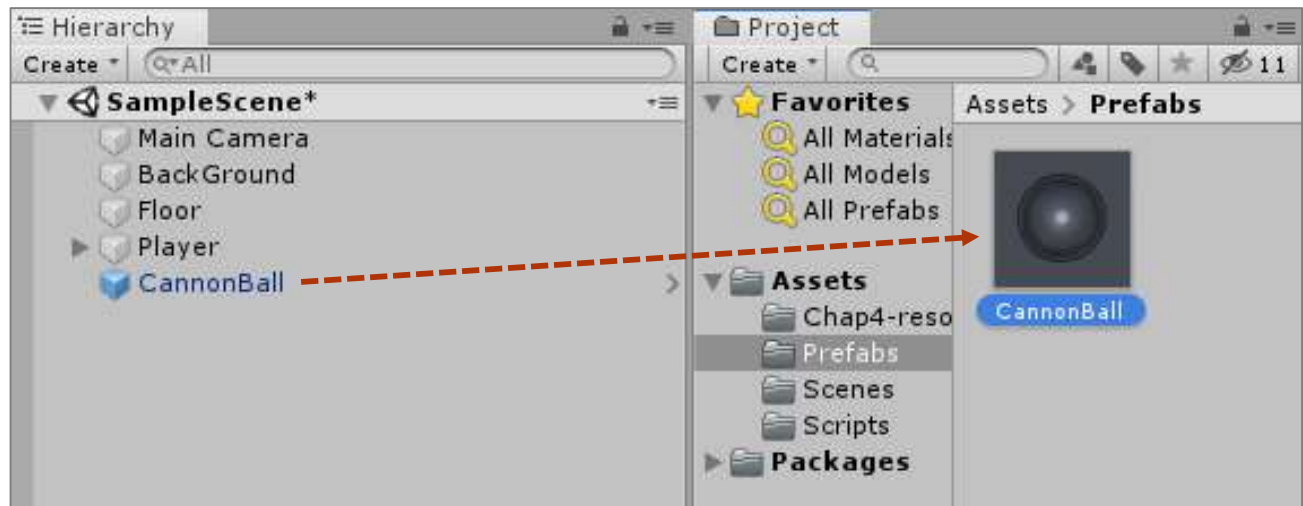 Hierarchy
Create
All
SampleScene*
Main Camera
BackGround
Floor
Player
CannonBall
Project
Create
11
Favorites
All Materials
All Models
All Prefabs
Assets
Chap4-reso
Prefabs
Scenes
Scripts
Packages
Assets > Prefabs
CannonBall